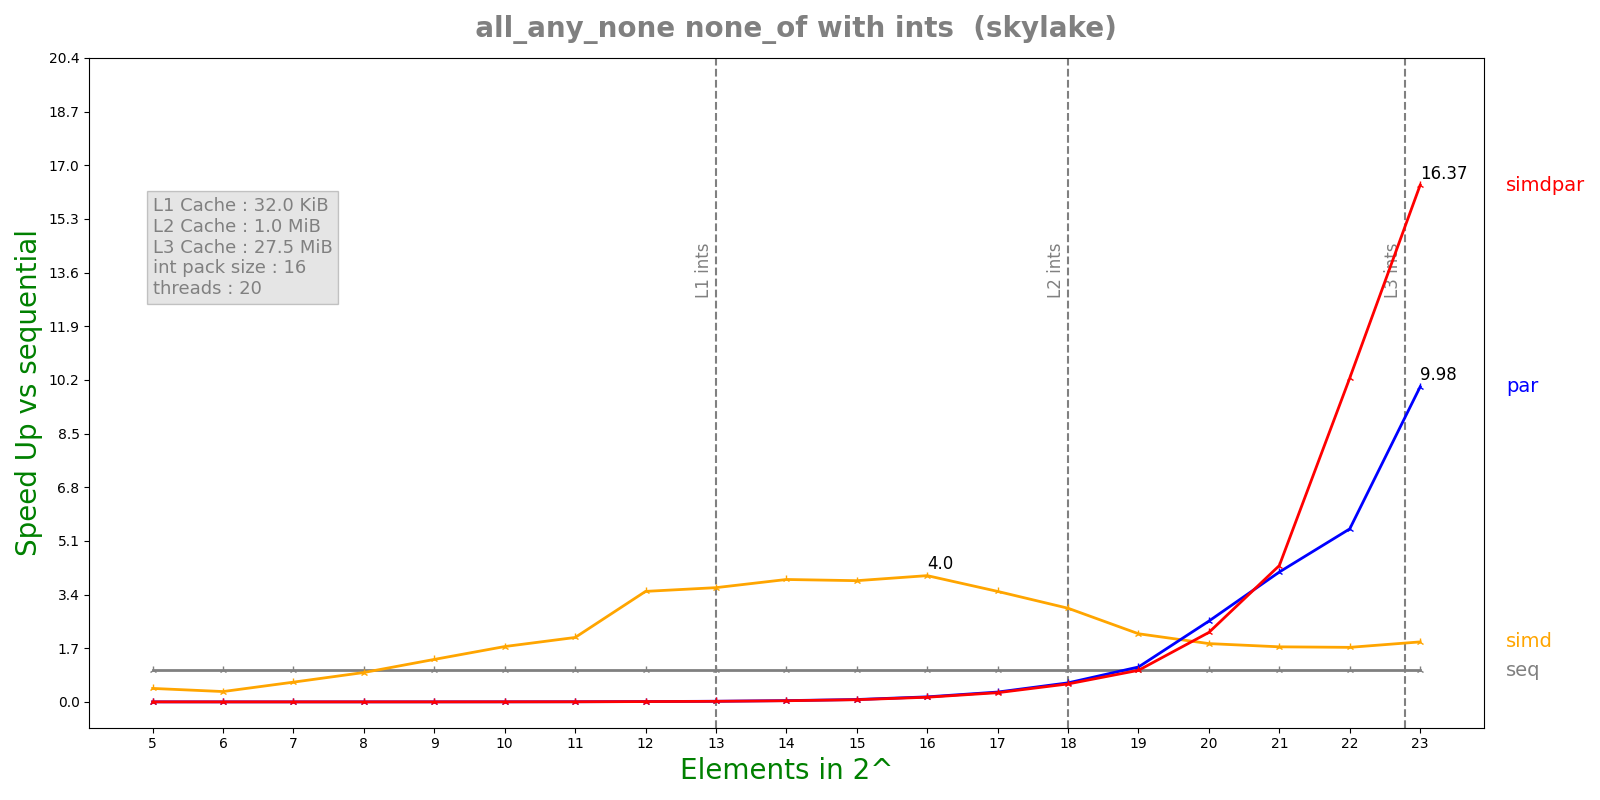 all_any_none none_of with ints (skylake)
Speed Up vs sequential
20.4
18.7
17.0
15.3
13.6
11.9
10.2
8.5
6.8
5.1
3.4
1.7
0.0
L1 Cache : 32.0 KiB
L2 Cache : 1.0 MiB
L3 Cache : 27.5 MiB
int pack size : 16
threads : 20
L1 ints
L2 ints
L3 ints
16.37
9.98
4.0
simdpar
par
simd
seq
5 6 7 8 9 10 11 12 13 14 15 16 17 18 19 20 21 22 23
Elements in 2^